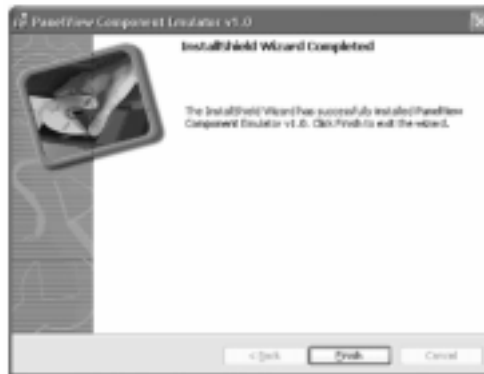 PanelView Component Emulator v1.0
InstallShield Wizard Completed
The InstallShield Wizard has successfully installed PanelView
Component Emulator v1.0. Click Finish to exit the wizard.
< Back
Finish
Cancel